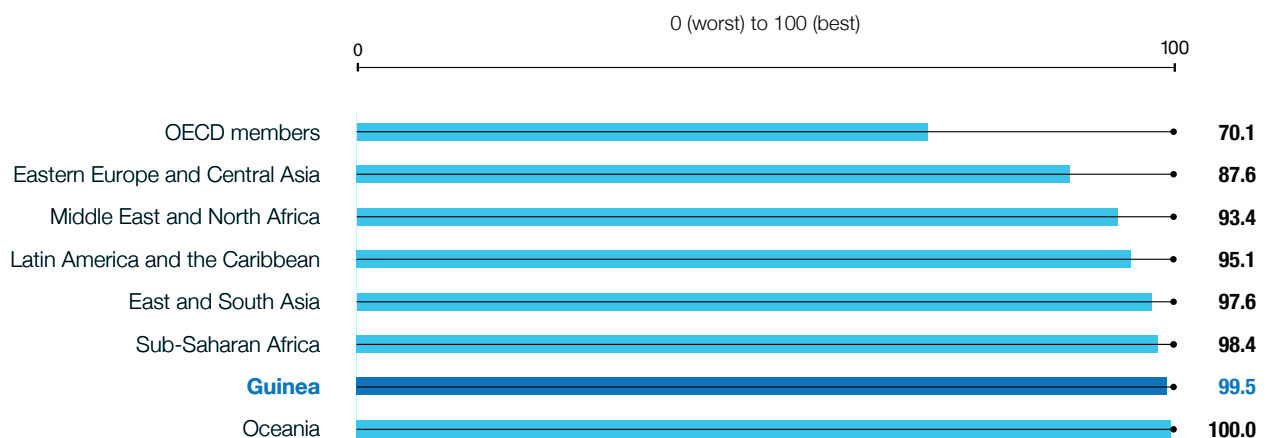 0 (worst) to 100 (best)
0 100
OECD members 70.1
Eastern Europe and Central Asia 87.6
Middle East and North Africa 93.4
Latin America and the Caribbean 95.1
East and South Asia 97.6
Sub-Saharan Africa 98.4
Guinea 99.5
Oceania 100.0